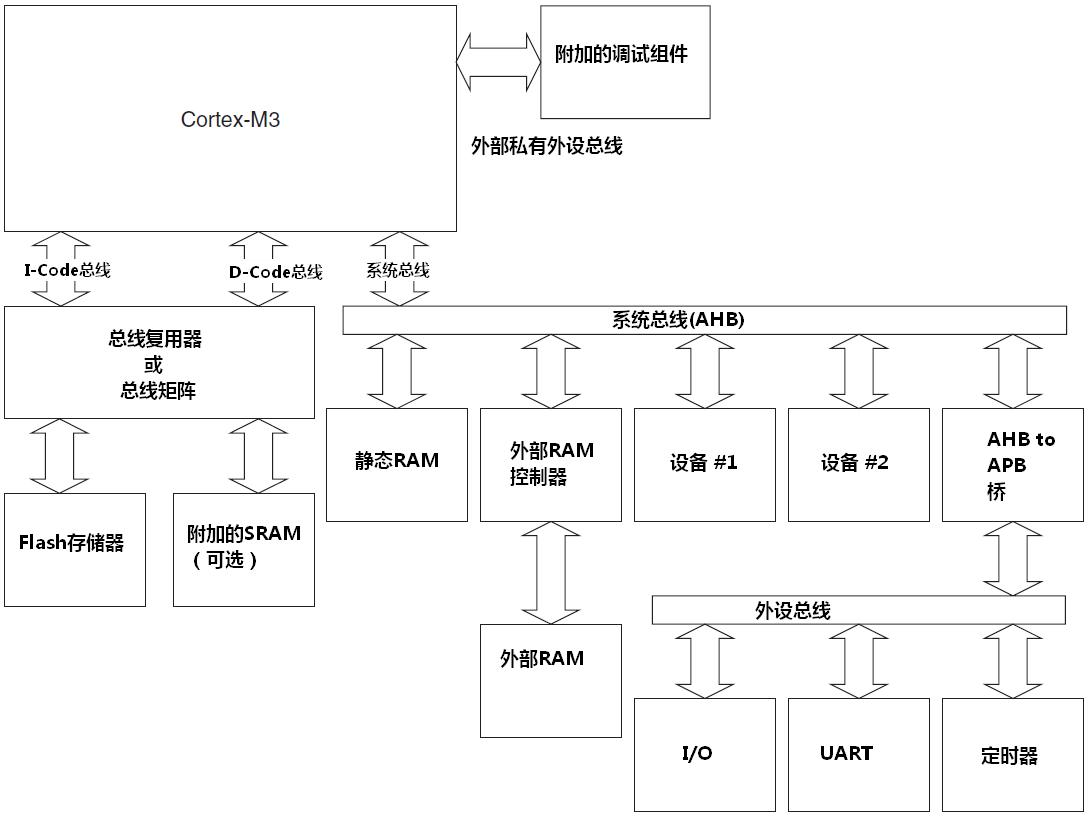 附加的调试组件
Cortex-M3
外部私有外设总线
I-Code总线
D-Code总线
系统总线
总线复用器
或
总线矩阵
系统总线(AHB)
静态RAM
外部RAM
控制器
设备 #1
设备 #2
AHB to
APB
桥
Flash存储器
附加的SRAM
（可选）
外设总线
外部RAM
I/O
UART
定时器